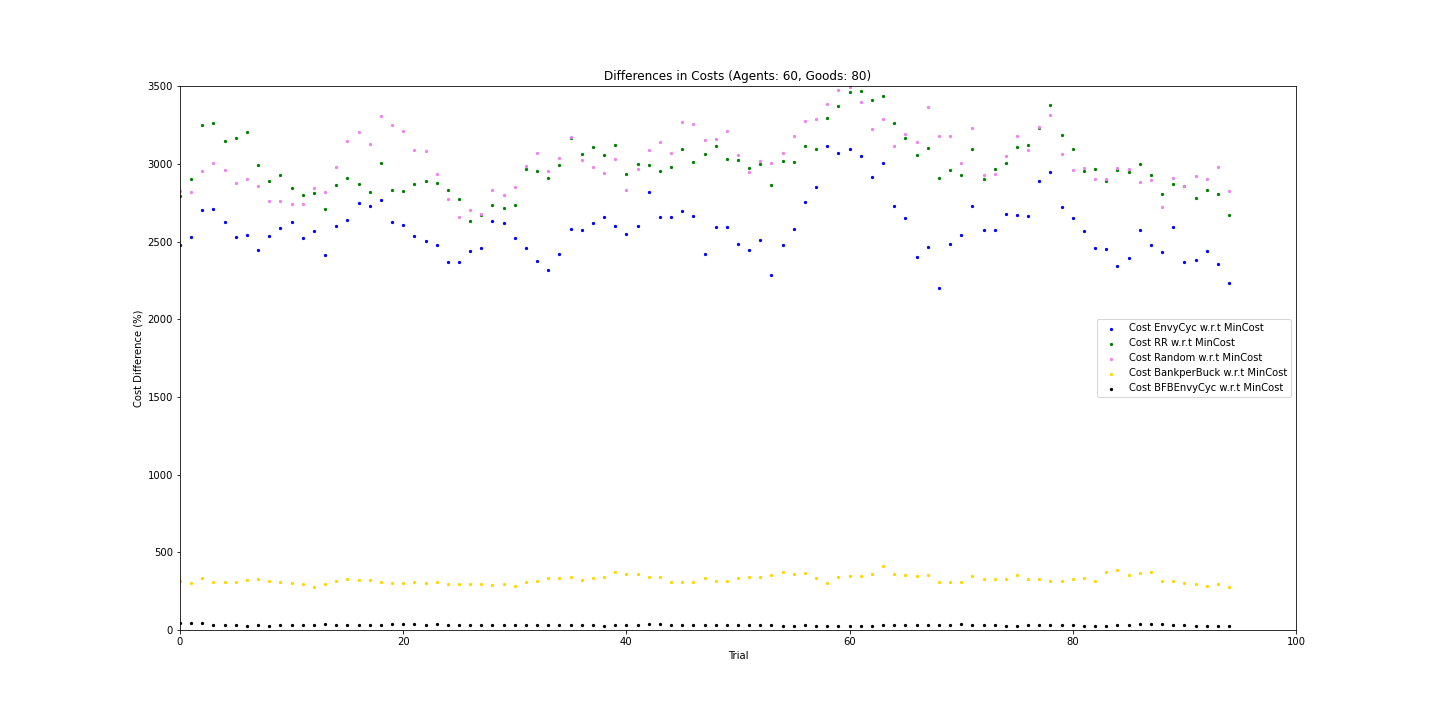 Differences in Costs (Agents: 60, Goods: 80)
3500
3000
2500
2000
1500
1000
500
0
Cost Difference (%)
Cost EnvyCyc w.r.t MinCost
Cost RR w.r.t MinCost
Cost Random w.r.t MinCost
Cost BankperBuck w.r.t MinCost
Cost BFBEnvyCyc w.r.t MinCost
0 20 40 60 80 100
Trial